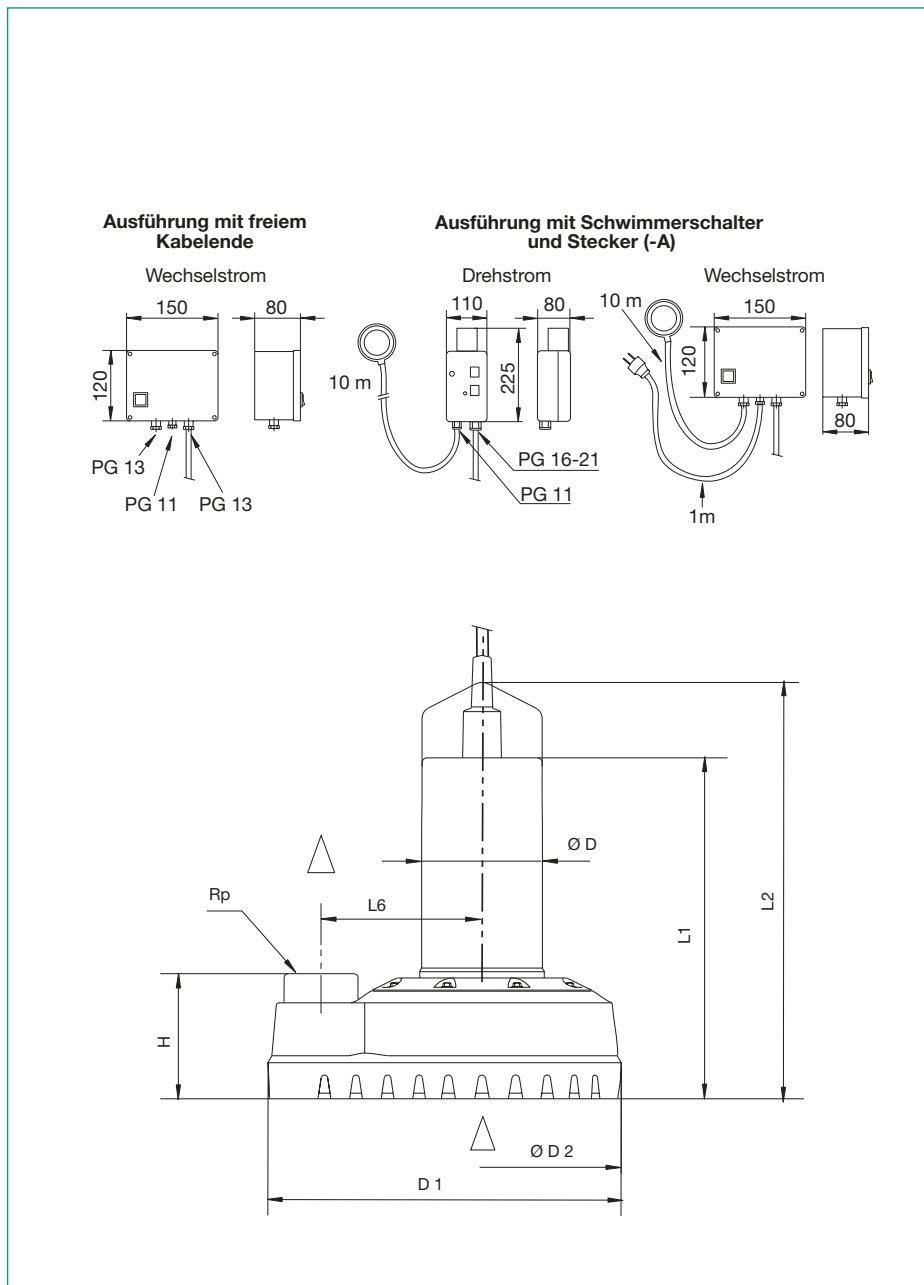 Ausführung mit freiem
Kabelende
Wechselstrom
150
80
120
PG 13
PG 11
PG 13
Ausführung mit Schwimmerschalter
und Stecker (-A)
Drehstrom
110
80
225
10 m
PG 16-21
PG 11
Wechselstrom
10 m
150
120
80
1m
Ø D
L6
Rp
L1
L2
H
Ø D 2
D 1